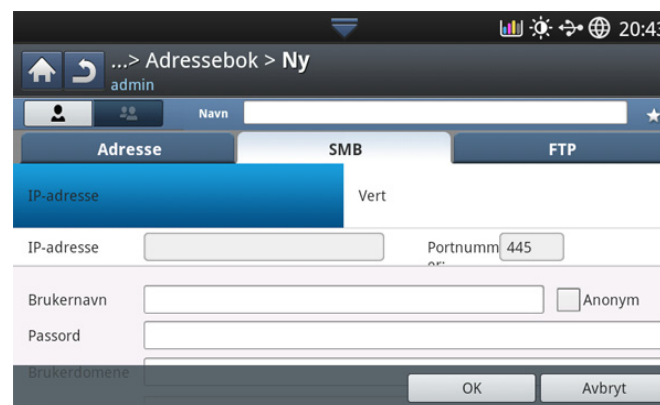 20:43
...> Adressebok > Ny
admin
Navn
Adresse SMB FTP
IP-adresse Vert
IP-adresse Portnumm 445
er:
Brukernavn Anonym
Passord
Brukerdomene
OK Avbryt